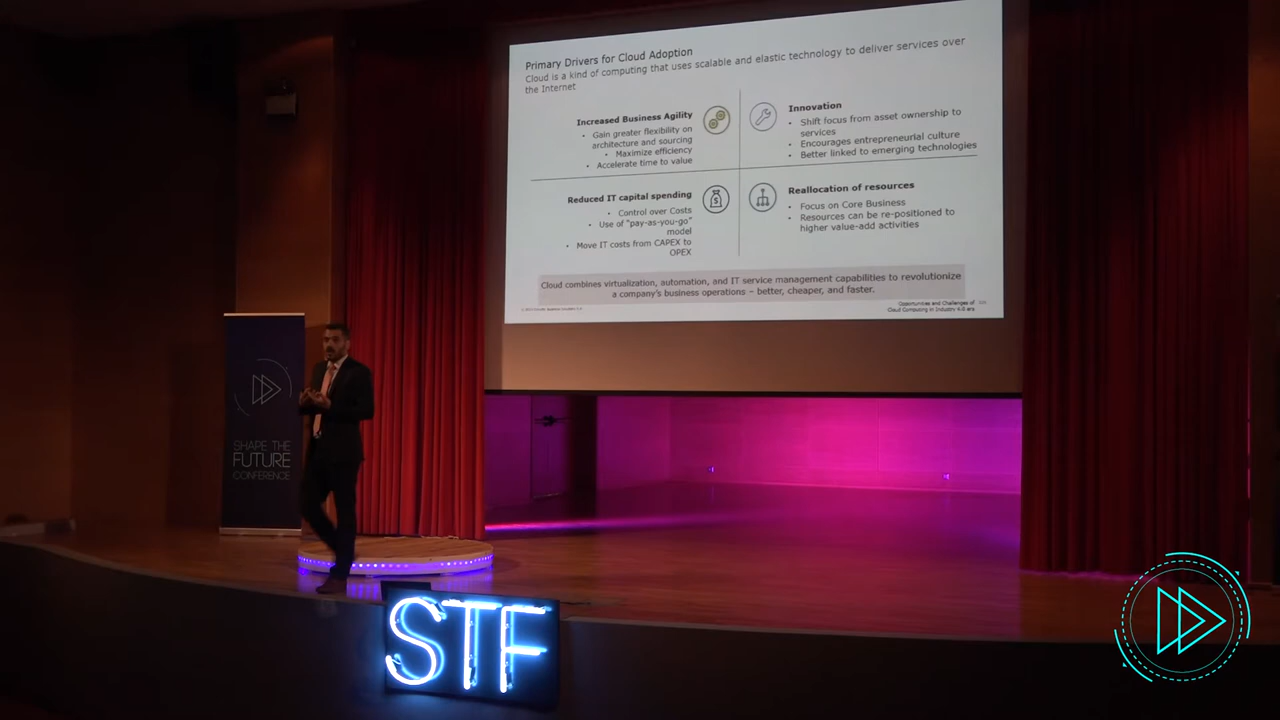 Primary Drivers for Cloud Adoption
Cloud is a kind of computing that uses scalable and elastic technology to deliver services over
the Internet
Increased Business Agility
• Gain greater flexibility on
architecture and sourcing
• Maximize efficiency
• Accelerate time to value
Innovation
• Shift focus from asset ownership to
services
• Encourages entrepreneurial culture
• Better linked to emerging technologies
Reduced IT capital spending
• Control over Costs
• Use of "pay-as-you-go"
model
• Move IT costs from CAPEX to
OPEX
$
Reallocation of resources
• Focus on Core Business
• Resources can be re-positioned to
higher value-add activities
Cloud combines virtualization, automation, and IT service management capabilities to revolutionize
a company's business operations – better, cheaper, and faster.
Opportunities and Challenges of
Cloud Computing in Industry 4.0 era
SHAPE THE
FUTURE
CONFERENCE
STF